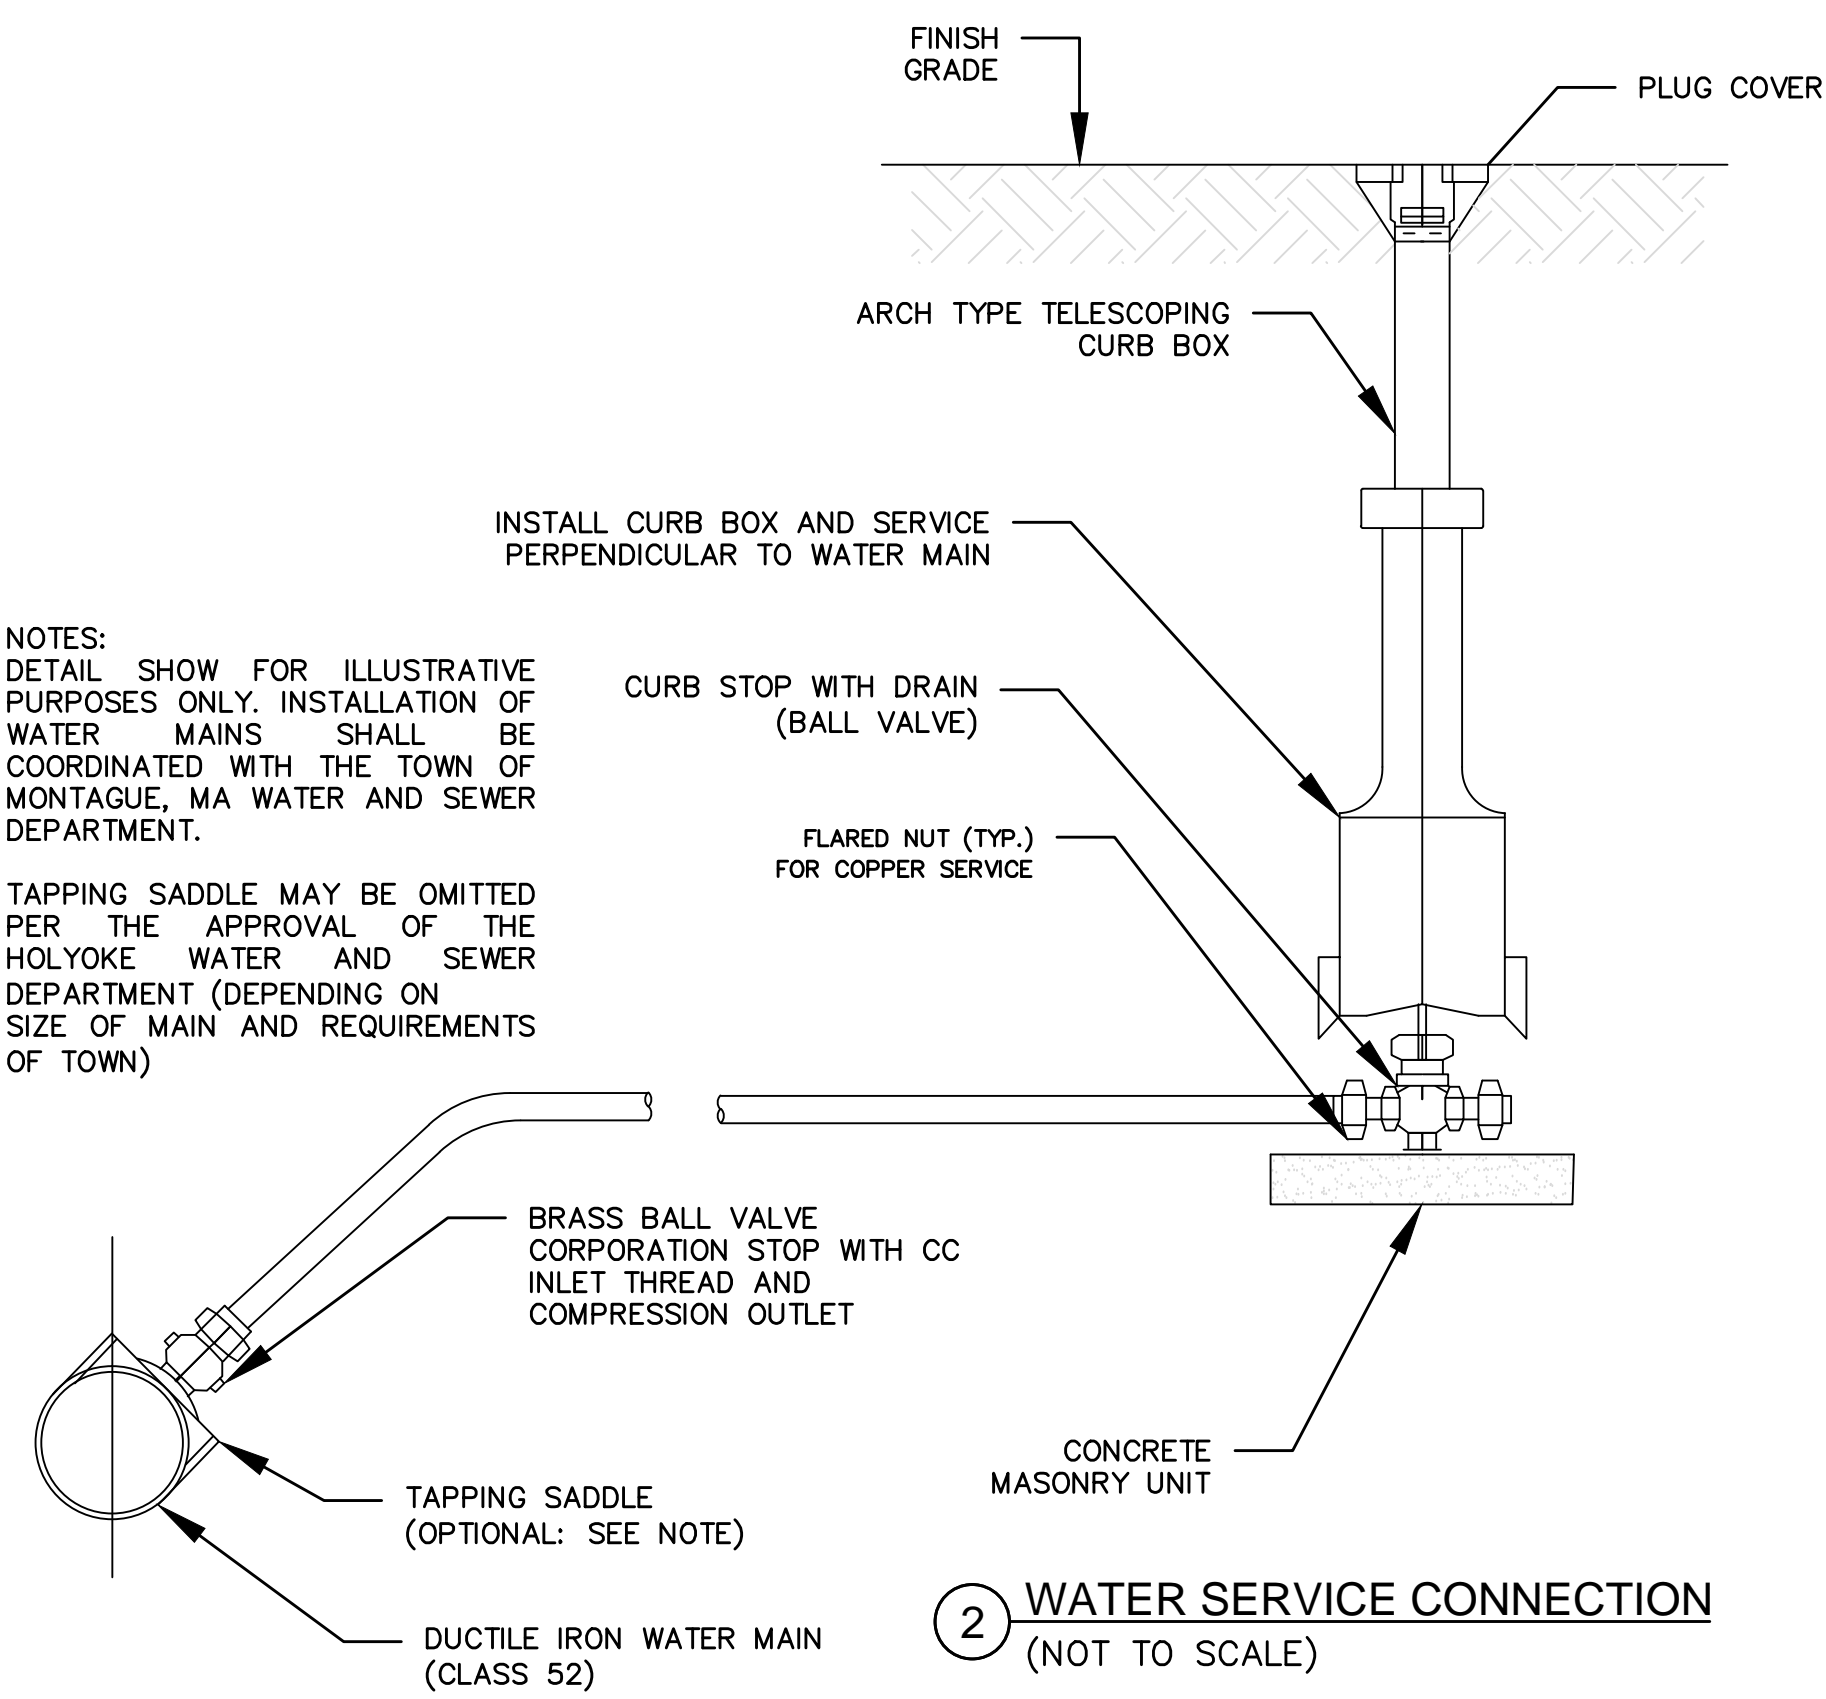 FINISH
GRADE
PLUG COVER
ARCH TYPE TELESCOPING
CURB BOX
INSTALL CURB BOX AND SERVICE
PERPENDICULAR TO WATER MAIN
NOTES:
DETAIL SHOW FOR ILLUSTRATIVE
PURPOSES ONLY. INSTALLATION OF
WATER MAINS SHALL BE
COORDINATED WITH THE TOWN OF
MONTAGUE, MA WATER AND SEWER
DEPARTMENT.
TAPPING SADDLE MAY BE OMITTED
PER THE APPROVAL OF THE
HOLYOKE WATER AND SEWER
DEPARTMENT (DEPENDING ON
SIZE OF MAIN AND REQUIREMENTS
OF TOWN)
CURB STOP WITH DRAIN
(BALL VALVE)
FLARED NUT (TYP.)
FOR COPPER SERVICE
BRASS BALL VALVE
CORPORATION STOP WITH CC
INLET THREAD AND
COMPRESSION OUTLET
CONCRETE
MASONRY UNIT
TAPPING SADDLE
(OPTIONAL: SEE NOTE)
DUCTILE IRON WATER MAIN
(CLASS 52)
2 WATER SERVICE CONNECTION
(NOT TO SCALE)